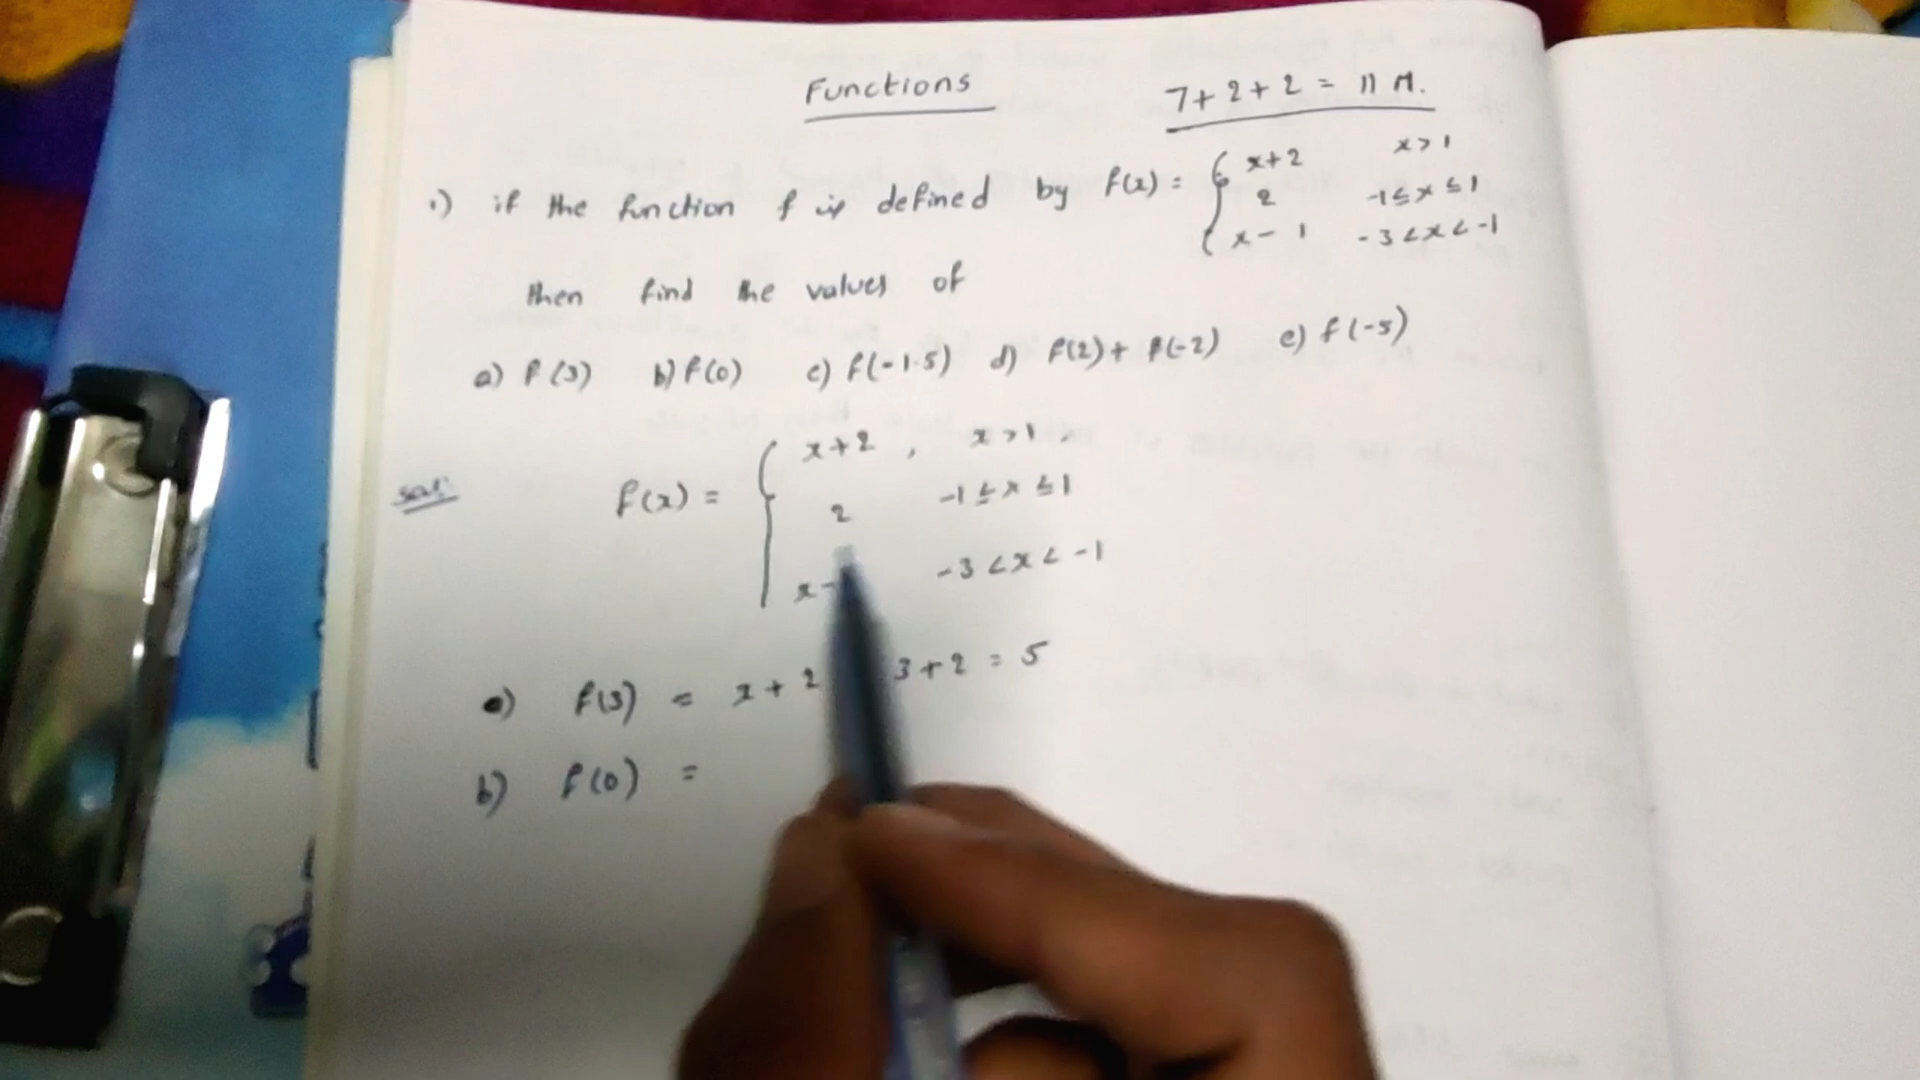 Functions 7+2+2 = 11 M.
1) if the function f is defined by f(x) = { x+2 x>1
2 -1≤x≤1
x-1 -3<x<-1
then find the values of
a) f(3) b) f(0) c) f(-1.5) d) f(2)+ f(-2) e) f(-5)
x+2 , x>1.
Sol: f(x) = { 2 -1≤x≤1
x- -3<x<-1
a) f(3) = x+2 3+2 = 5
b) f(0) =